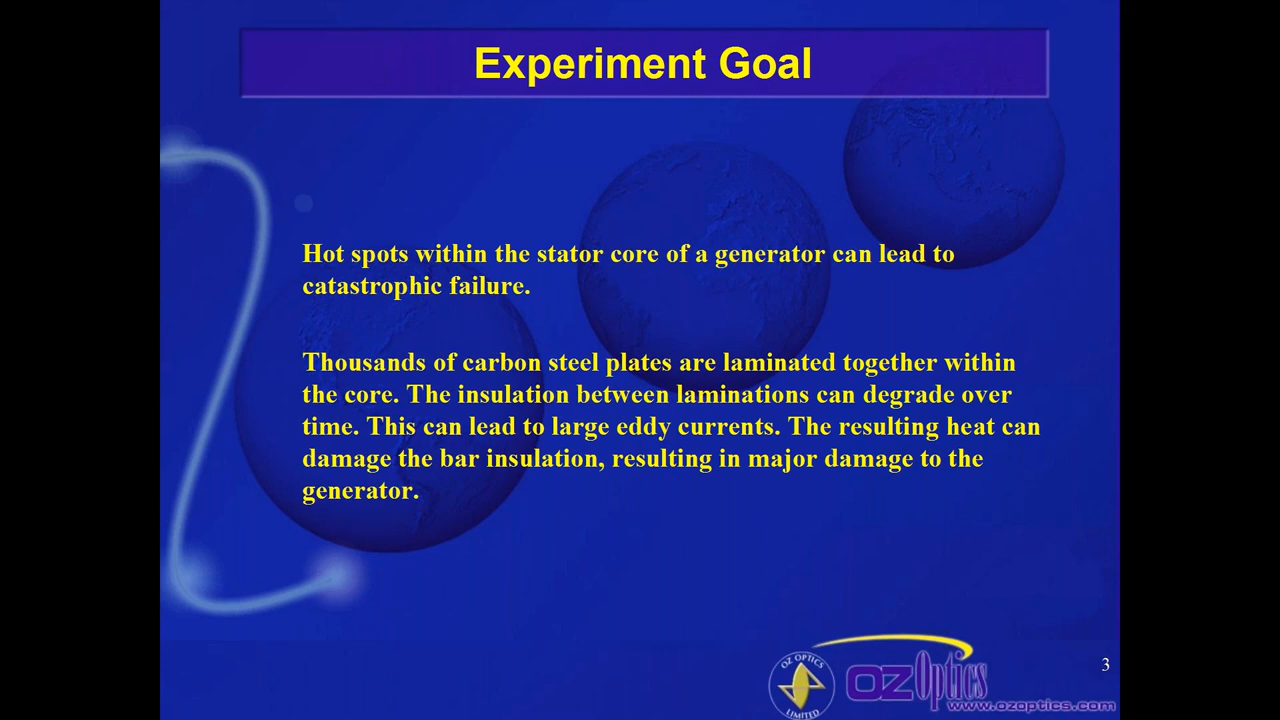 Experiment Goal
Hot spots within the stator core of a generator can lead to
catastrophic failure.
Thousands of carbon steel plates are laminated together within
the core. The insulation between laminations can degrade over
time. This can lead to large eddy currents. The resulting heat can
damage the bar insulation, resulting in major damage to the
generator.
3
OZ OPTICS
LIMITED
OZ Optics
www.ozoptics.com